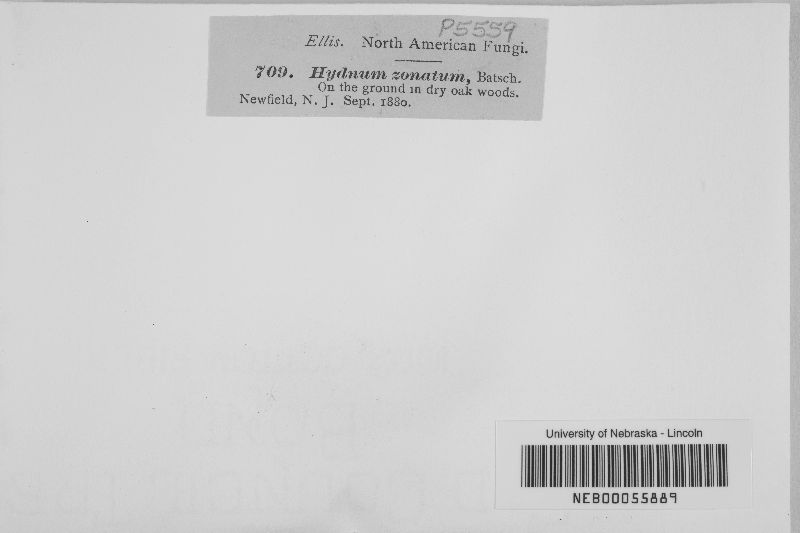 P5559
Ellis. North American Fungi.
709. Hydnum zonatum, Batsch.
On the ground in dry oak woods.
Newfield, N. J. Sept. 1880.
University of Nebraska - Lincoln
NEB00055889